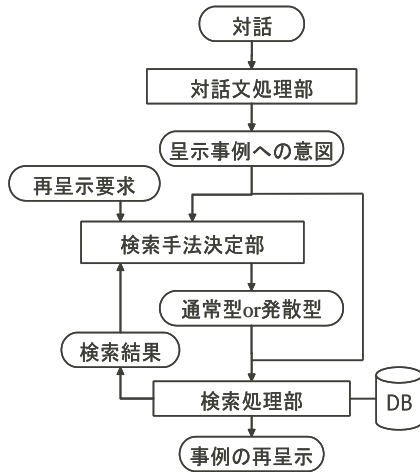 対話
対話文処理部
呈示事例への意図
再呈示要求
検索手法決定部
通常型or発散型
検索結果
検索処理部
DB
事例の再呈示